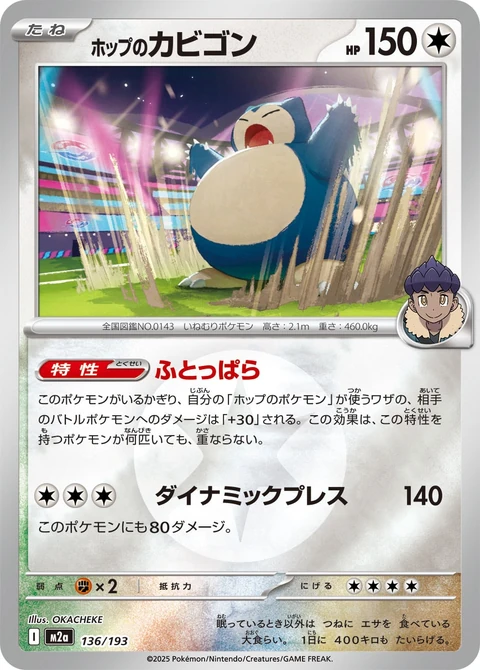 たね
ホップのカビゴン
HP 150
全国図鑑NO.0143 いねむりポケモン 高さ:2.1m 重さ:460.0kg
特性 とくせい ふとっぱら
このポケモンがいるかぎり、自分の「ホップのポケモン」が使うワザの、相手
のバトルポケモンへのダメージは「+30」される。この効果は、この特性を
持つポケモンが何匹いても、重ならない。
ダイナミックプレス 140
このポケモンにも80ダメージ。
弱点 ×2 抵抗力 にげる
Illus. OKACHEKE
I m2a 136/193
眠っているとき以外は つねに エサを 食べている
大食らい。 1日に 400キロも たいらげる。
©2025 Pokémon/Nintendo/Creatures/GAME FREAK.